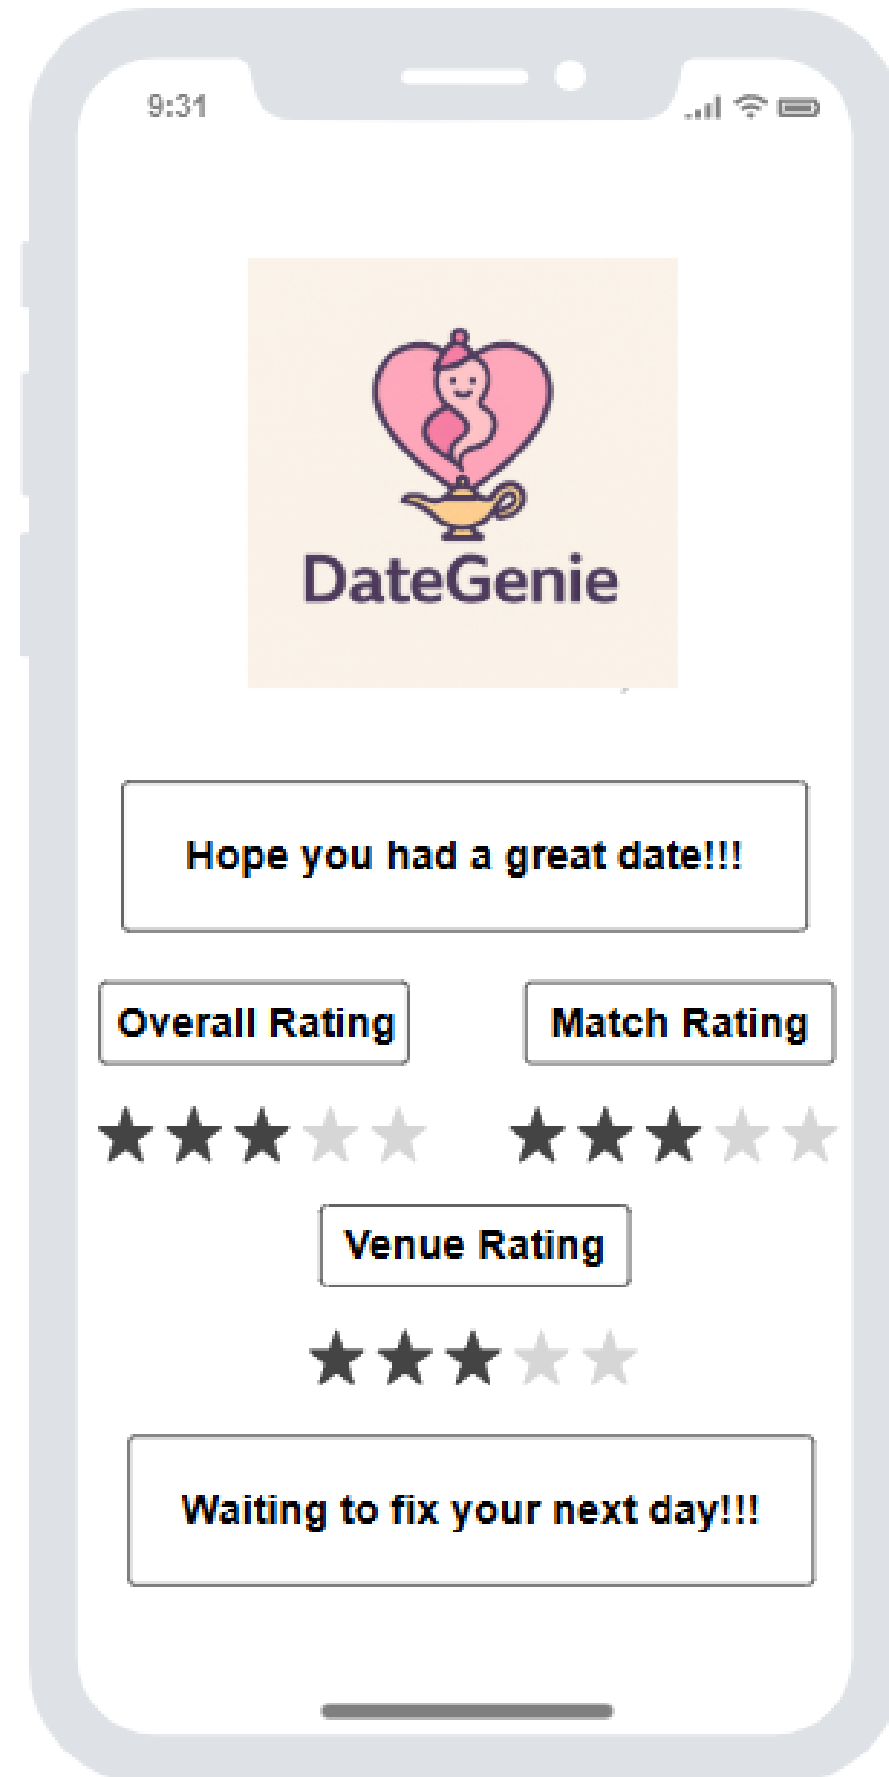 9:31
DateGenie
Hope you had a great date!!!
Overall Rating
Match Rating
Venue Rating
Waiting to fix your next day!!!